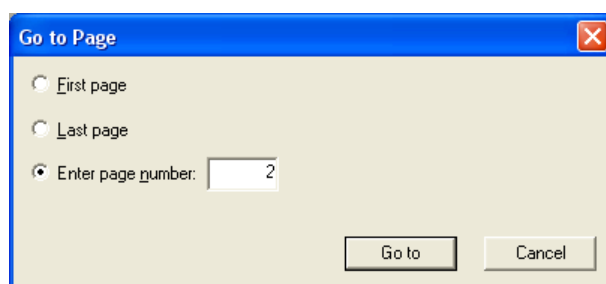 Go to Page
First page
Last page
Enter page number: 2
Go to Cancel